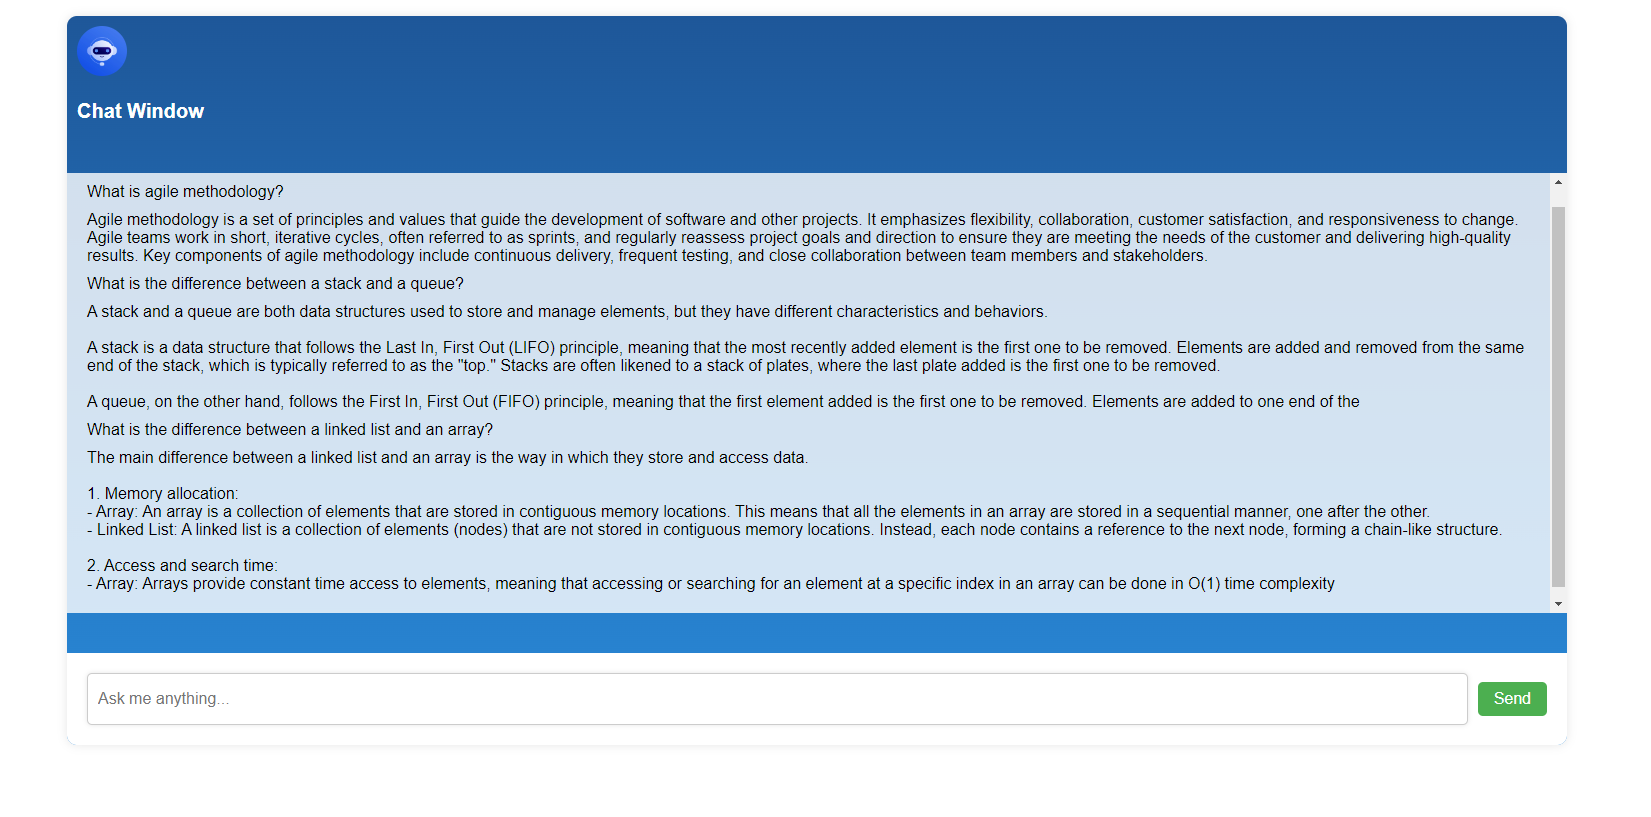 Chat Window
What is agile methodology?
Agile methodology is a set of principles and values that guide the development of software and other projects. It emphasizes flexibility, collaboration, customer satisfaction, and responsiveness to change.
Agile teams work in short, iterative cycles, often referred to as sprints, and regularly reassess project goals and direction to ensure they are meeting the needs of the customer and delivering high-quality
results. Key components of agile methodology include continuous delivery, frequent testing, and close collaboration between team members and stakeholders.
What is the difference between a stack and a queue?
A stack and a queue are both data structures used to store and manage elements, but they have different characteristics and behaviors.
A stack is a data structure that follows the Last In, First Out (LIFO) principle, meaning that the most recently added element is the first one to be removed. Elements are added and removed from the same
end of the stack, which is typically referred to as the "top." Stacks are often likened to a stack of plates, where the last plate added is the first one to be removed.
A queue, on the other hand, follows the First In, First Out (FIFO) principle, meaning that the first element added is the first one to be removed. Elements are added to one end of the
What is the difference between a linked list and an array?
The main difference between a linked list and an array is the way in which they store and access data.
1. Memory allocation:
- Array: An array is a collection of elements that are stored in contiguous memory locations. This means that all the elements in an array are stored in a sequential manner, one after the other.
- Linked List: A linked list is a collection of elements (nodes) that are not stored in contiguous memory locations. Instead, each node contains a reference to the next node, forming a chain-like structure.
2. Access and search time:
- Array: Arrays provide constant time access to elements, meaning that accessing or searching for an element at a specific index in an array can be done in O(1) time complexity
Ask me anything...
Send